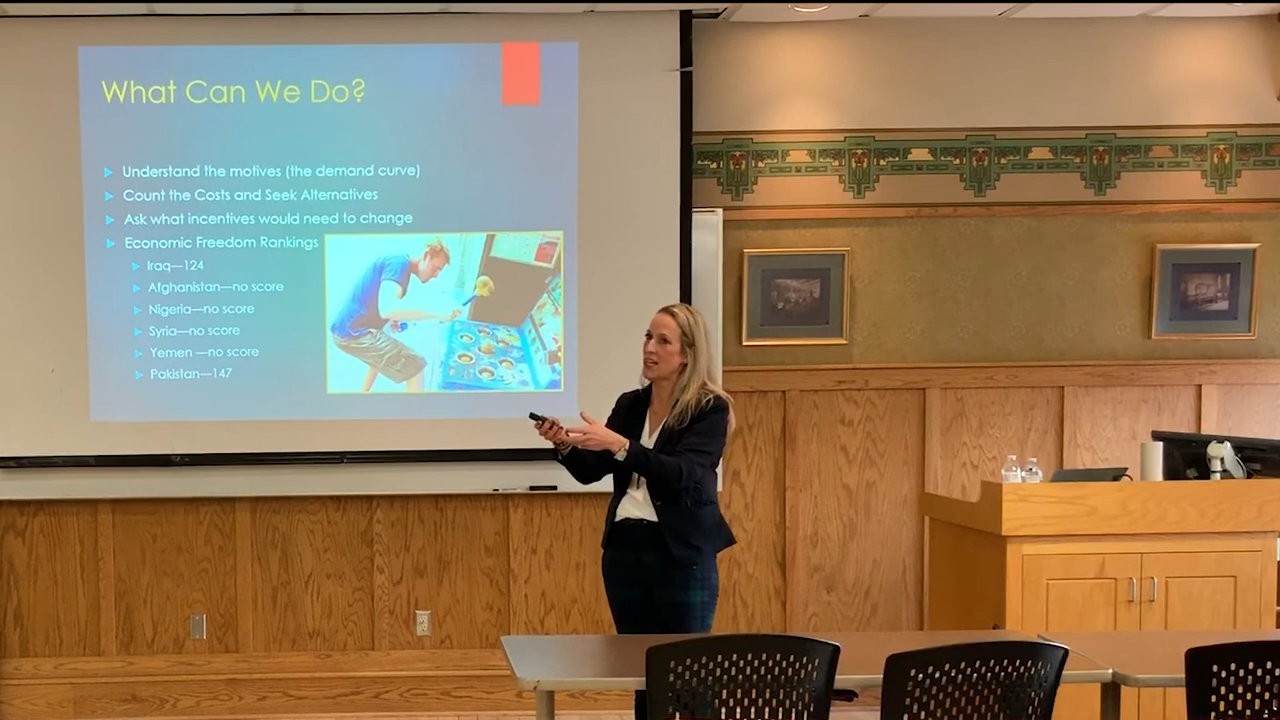 What Can We Do?
Understand the motives (the demand curve)
Count the Costs and Seek Alternatives
Ask what incentives would need to change
Economic Freedom Rankings
Iraq—124
Afghanistan—no score
Nigeria—no score
Syria—no score
Yemen —no score
Pakistan—147